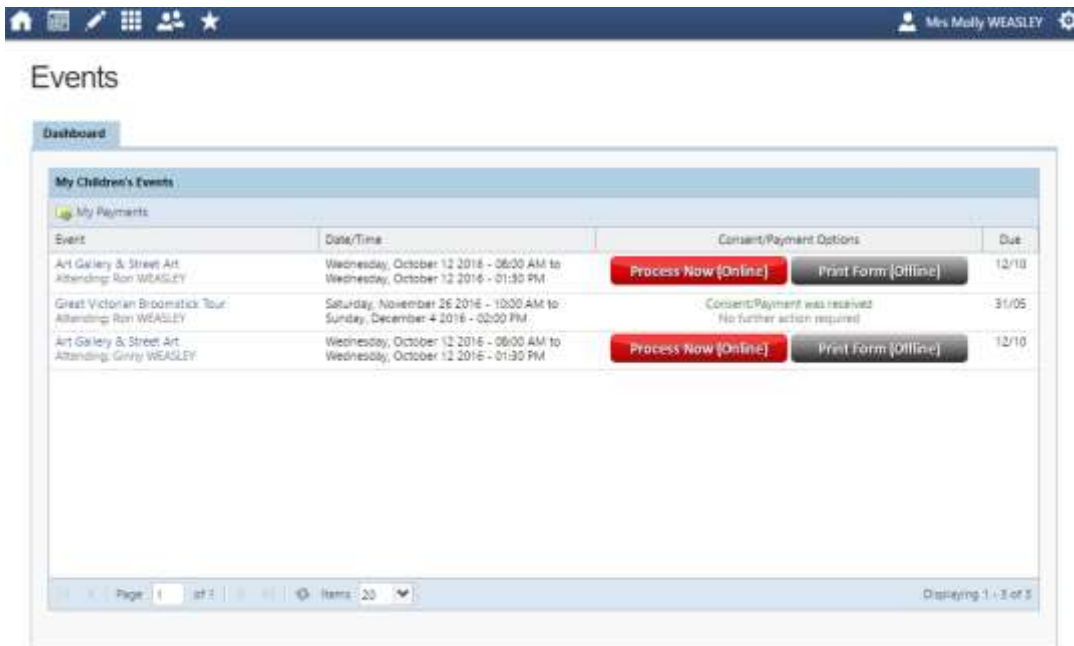 Mrs Molly WEASLEY
Events
Dashboard
My Children's Events
My Payments
Event Date/Time Consent/Payment Options Due
Art Gallery & Street Art Wednesday, October 12 2016 - 08:00 AM to Process Now (Online) Print Form (Offline) 12/10
Attending: Ron WEASLEY Wednesday, October 12 2016 - 01:30 PM
Great Victorian Broomstick Tour Saturday, November 26 2016 - 10:00 AM to Consent/Payment was received 31/05
Attending: Ron WEASLEY Sunday, December 4 2016 - 02:00 PM No further action required
Art Gallery & Street Art Wednesday, October 12 2016 - 08:00 AM to Process Now (Online) Print Form (Offline) 12/10
Attending: Ginny WEASLEY Wednesday, October 12 2016 - 01:30 PM
Page 1 of 1 Items 20 Displaying 1 - 3 of 3